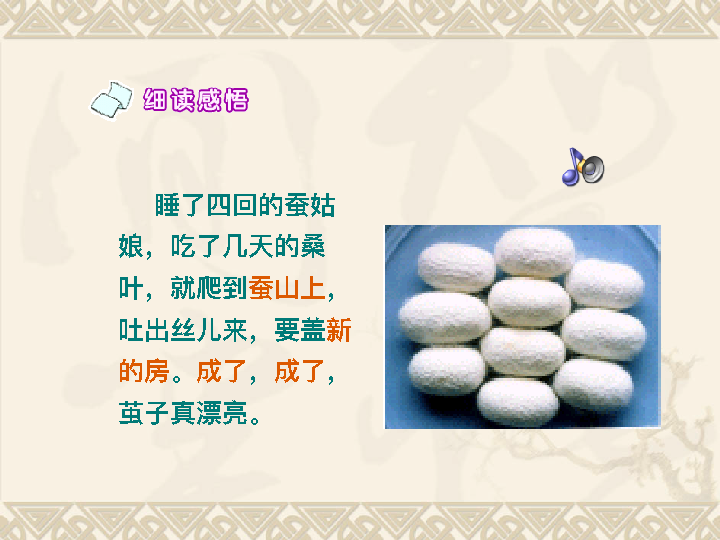 细读感悟
睡了四回的蚕姑
娘，吃了几天的桑
叶，就爬到蚕山上，
吐出丝儿来，要盖新
的房。成了，成了，
茧子真漂亮。